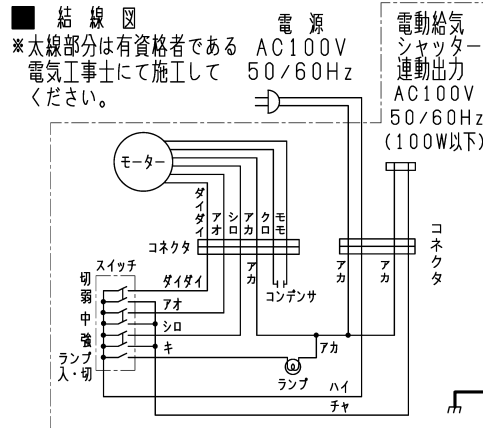 ■ 結線図
※太線部分は有資格者である
電気工事士にて施工して
ください。
電源
AC100V
50/60Hz
電動給気
シャッター
連動出力
AC100V
50/60Hz
(100W以下)
モーター
ダイダイ
アオ
シロ
アカ
クロ
モモ
コネクタ
コネクタ
アカ
コンデンサ
アカ
アカ
スイッチ
切
弱
中
強
ランプ
入・切
ダイダイ
アオ
シロ
キ
アカ
ランプ
ハイ
チャ